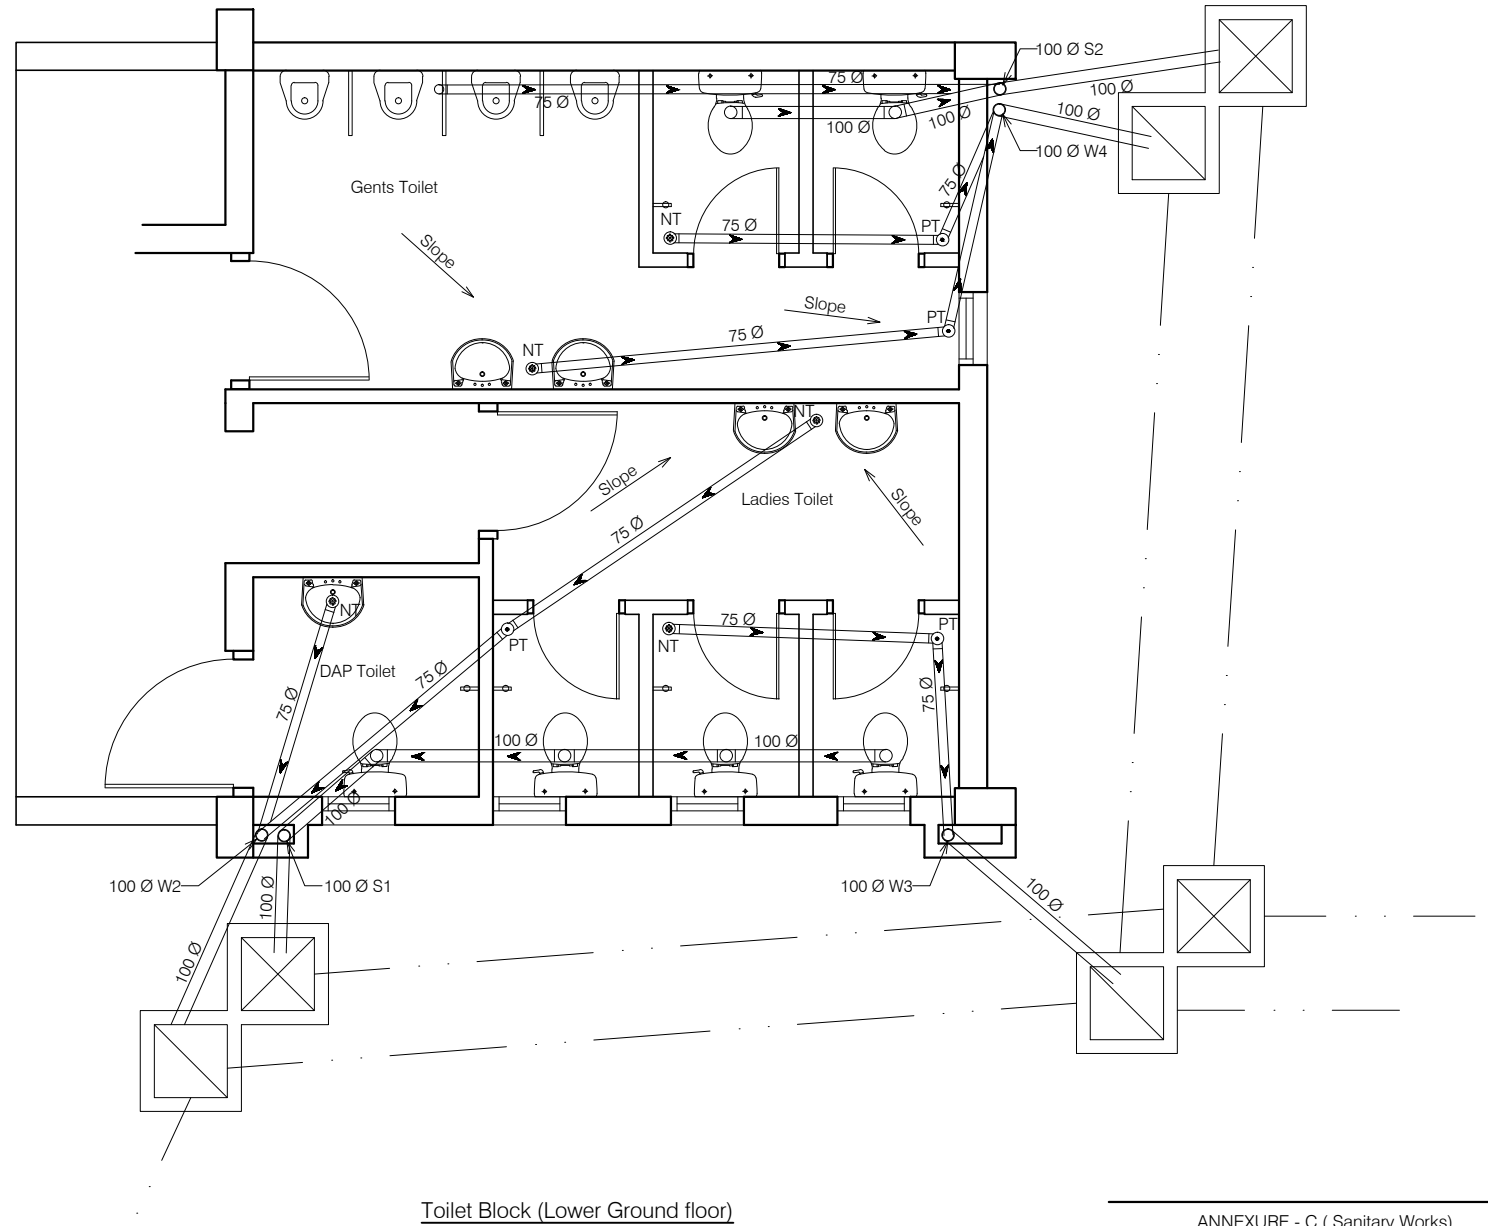 100 Ø S2
75 Ø
75 Ø
100 Ø
100 Ø
100 Ø
100 Ø
100 Ø W4
Gents Toilet
75 Ø
NT
75 Ø
PT
Slope
Slope
PT
75 Ø
NT
NT
Slope
Ladies Toilet
Slope
75 Ø
NT
75 Ø
PT
NT
PT
DAP Toilet
75 Ø
75 Ø
75 Ø
100 Ø
100 Ø
100 Ø
100 Ø W2
100 Ø
100 Ø S1
100 Ø W3
100 Ø
100 Ø
Toilet Block (Lower Ground floor)
ANNEXURE - C ( Sanitary Works)